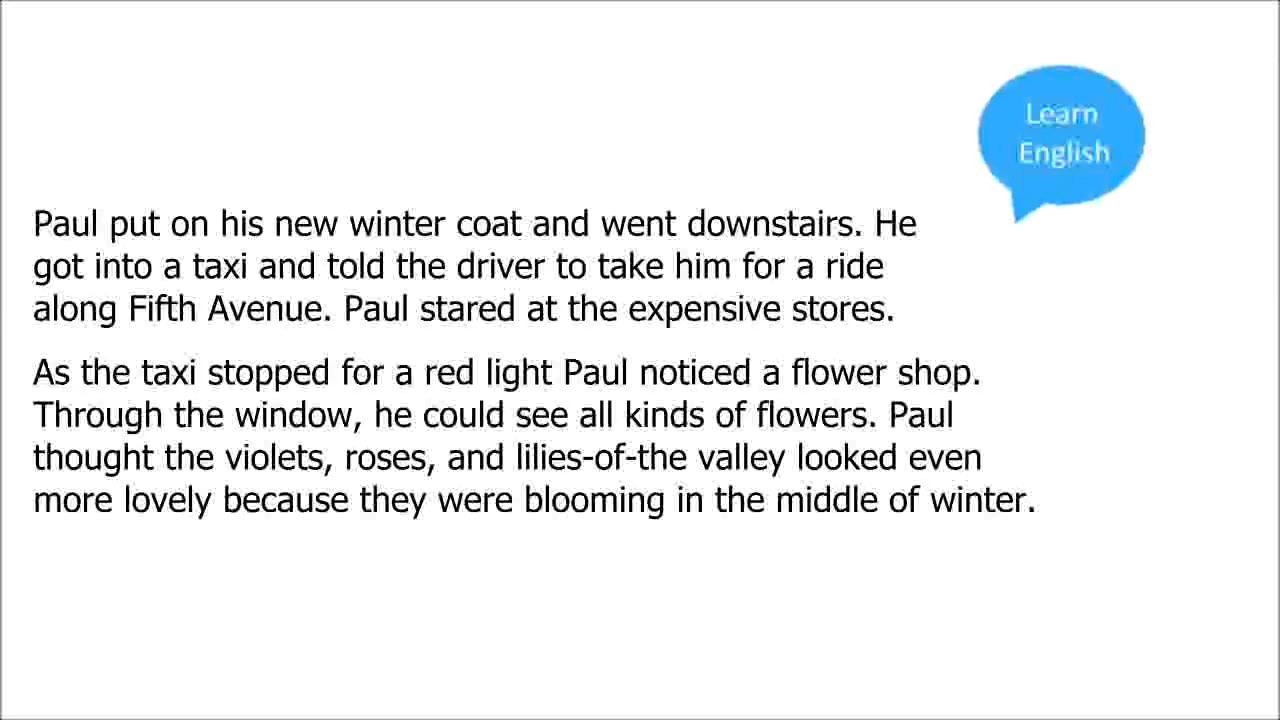 Learn
English
Paul put on his new winter coat and went downstairs. He
got into a taxi and told the driver to take him for a ride
along Fifth Avenue. Paul stared at the expensive stores.
As the taxi stopped for a red light Paul noticed a flower shop.
Through the window, he could see all kinds of flowers. Paul
thought the violets, roses, and lilies-of-the valley looked even
more lovely because they were blooming in the middle of winter.